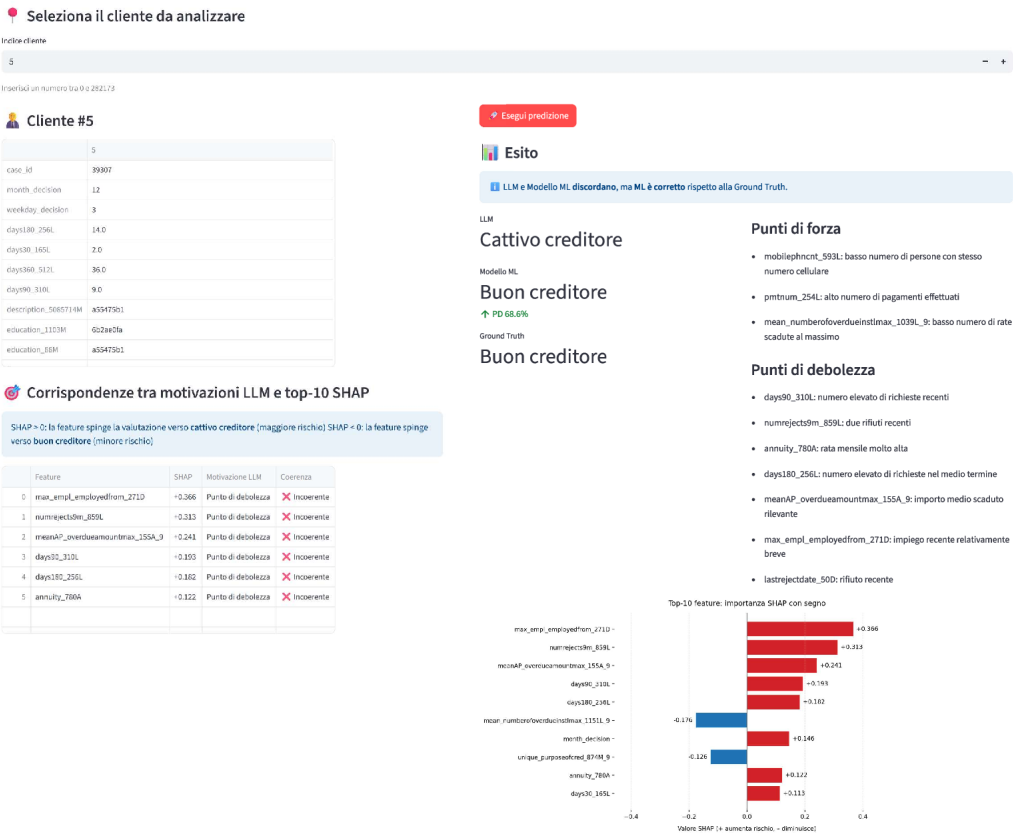 Seleziona il cliente da analizzare
Indice cliente
5
− +
Inserisci un numero tra 0 e 282173
Cliente #5
5
case_id 39307
month_decision 12
weekday_decision 3
days180_256L 14.0
days30_165L 2.0
days360_512L 36.0
days90_310L 9.0
description_5085714M a55475b1
education_1103M 6b2ae0fa
education_88M a55475b1
Corrispondenze tra motivazioni LLM e top-10 SHAP
SHAP > 0: la feature spinge la valutazione verso cattivo creditore (maggiore rischio) SHAP < 0: la feature spinge
verso buon creditore (minore rischio)
Feature SHAP Motivazione LLM Coerenza
0 max_empl_employedfrom_271D +0.366 Punto di debolezza ❌ Incoerente
1 numrejects9m_859L +0.313 Punto di debolezza ❌ Incoerente
2 meanAP_overdueamountmax_155A_9 +0.241 Punto di debolezza ❌ Incoerente
3 days90_310L +0.193 Punto di debolezza ❌ Incoerente
4 days180_256L +0.182 Punto di debolezza ❌ Incoerente
5 annuity_780A +0.122 Punto di debolezza ❌ Incoerente
Esegui predizione
Esito
LLM e Modello ML discordano, ma ML è corretto rispetto alla Ground Truth.
LLM
Cattivo creditore
Modello ML
Buon creditore
↑ PD 68.6%
Ground Truth
Buon creditore
Punti di forza
• mobilephncnt_593L: basso numero di persone con stesso
numero cellulare
• pmtnum_254L: alto numero di pagamenti effettuati
• mean_numberofoverdueinstlmax_1039L_9: basso numero di rate
scadute al massimo
Punti di debolezza
• days90_310L: numero elevato di richieste recenti
• numrejects9m_859L: due rifiuti recenti
• annuity_780A: rata mensile molto alta
• days180_256L: numero elevato di richieste nel medio termine
• meanAP_overdueamountmax_155A_9: importo medio scaduto
rilevante
• max_empl_employedfrom_271D: impiego recente relativamente
breve
• lastrejectdate_50D: rifiuto recente
Top-10 feature: importanza SHAP con segno
max_empl_employedfrom_271D +0.366
numrejects9m_859L +0.313
meanAP_overdueamountmax_155A_9 +0.241
days90_310L +0.193
days180_256L +0.182
mean_numberofoverdueinstlmax_1151L_9 -0.176
month_decision +0.146
unique_purposeofcred_874M_9 -0.126
annuity_780A +0.122
days30_165L +0.113
−0.4 −0.2 0.0 0.2 0.4
Valore SHAP (+ aumenta rischio, – diminuisce)